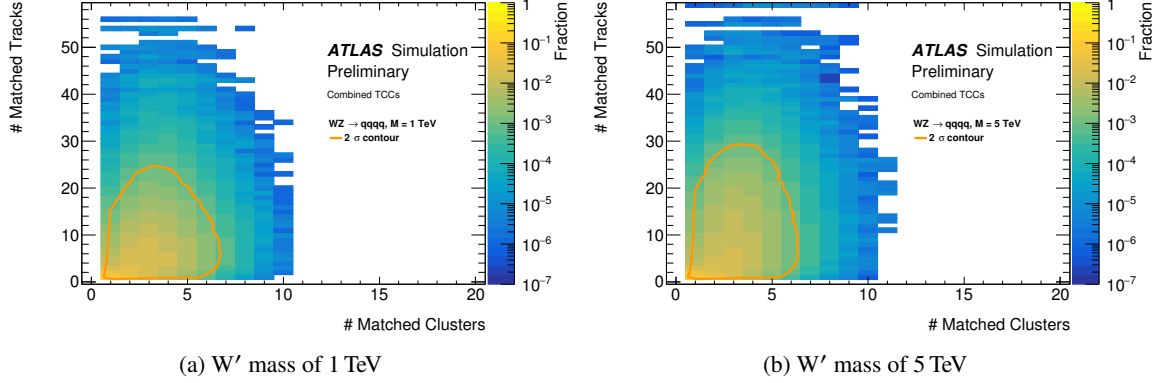 # Matched Tracks
60
50
40
30
20
10
0
0 5 10 15 20
# Matched Clusters
ATLAS Simulation
Preliminary
Combined TCCs
WZ → qqqq, M = 1 TeV
2 σ contour
Fraction
1
10⁻¹
10⁻²
10⁻³
10⁻⁴
10⁻⁵
10⁻⁶
10⁻⁷
(a) W′ mass of 1 TeV
# Matched Tracks
50
40
30
20
10
0
0 5 10 15 20
# Matched Clusters
ATLAS Simulation
Preliminary
Combined TCCs
WZ → qqqq, M = 5 TeV
2 σ contour
Fraction
1
10⁻¹
10⁻²
10⁻³
10⁻⁴
10⁻⁵
10⁻⁶
10⁻⁷
(b) W′ mass of 5 TeV